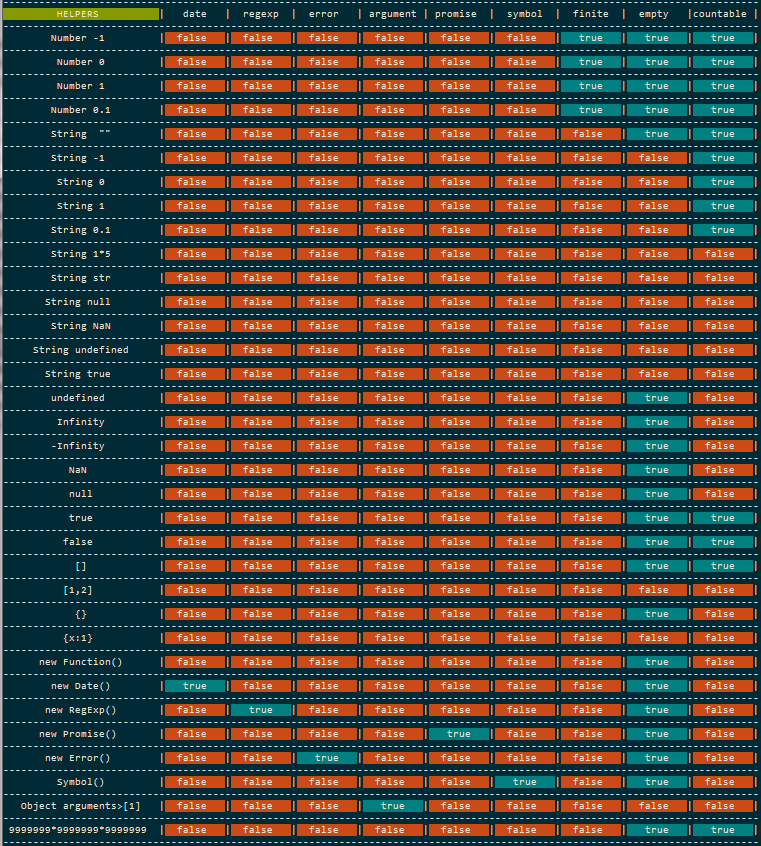 HELPERS | date | regexp | error | argument | promise | symbol | finite | empty |countable |
Number -1 | false | false | false | false | false | false | true | true | true |
Number 0 | false | false | false | false | false | false | true | true | true |
Number 1 | false | false | false | false | false | false | true | true | true |
Number 0.1 | false | false | false | false | false | false | true | true | true |
String "" | false | false | false | false | false | false | false | true | true |
String -1 | false | false | false | false | false | false | false | false | true |
String 0 | false | false | false | false | false | false | false | false | true |
String 1 | false | false | false | false | false | false | false | false | true |
String 0.1 | false | false | false | false | false | false | false | false | true |
String 1*5 | false | false | false | false | false | false | false | false | false |
String str | false | false | false | false | false | false | false | false | false |
String null | false | false | false | false | false | false | false | false | false |
String NaN | false | false | false | false | false | false | false | false | false |
String undefined | false | false | false | false | false | false | false | false | false |
String true | false | false | false | false | false | false | false | false | false |
undefined | false | false | false | false | false | false | false | true | false |
Infinity | false | false | false | false | false | false | false | true | false |
-Infinity | false | false | false | false | false | false | false | true | false |
NaN | false | false | false | false | false | false | false | true | false |
null | false | false | false | false | false | false | false | true | false |
true | false | false | false | false | false | false | false | true | true |
false | false | false | false | false | false | false | false | true | true |
[] | false | false | false | false | false | false | false | true | true |
[1,2] | false | false | false | false | false | false | false | false | false |
{} | false | false | false | false | false | false | false | true | false |
{x:1} | false | false | false | false | false | false | false | false | false |
new Function() | false | false | false | false | false | false | false | true | false |
new Date() | true | false | false | false | false | false | false | true | false |
new RegExp() | false | true | false | false | false | false | false | true | false |
new Promise() | false | false | false | false | true | false | false | true | false |
new Error() | false | false | true | false | false | false | false | true | false |
Symbol() | false | false | false | false | false | true | false | true | false |
Object arguments>[1] | false | false | false | true | false | false | false | false | false |
9999999*9999999*9999999 | false | false | false | false | false | false | false | true | true |